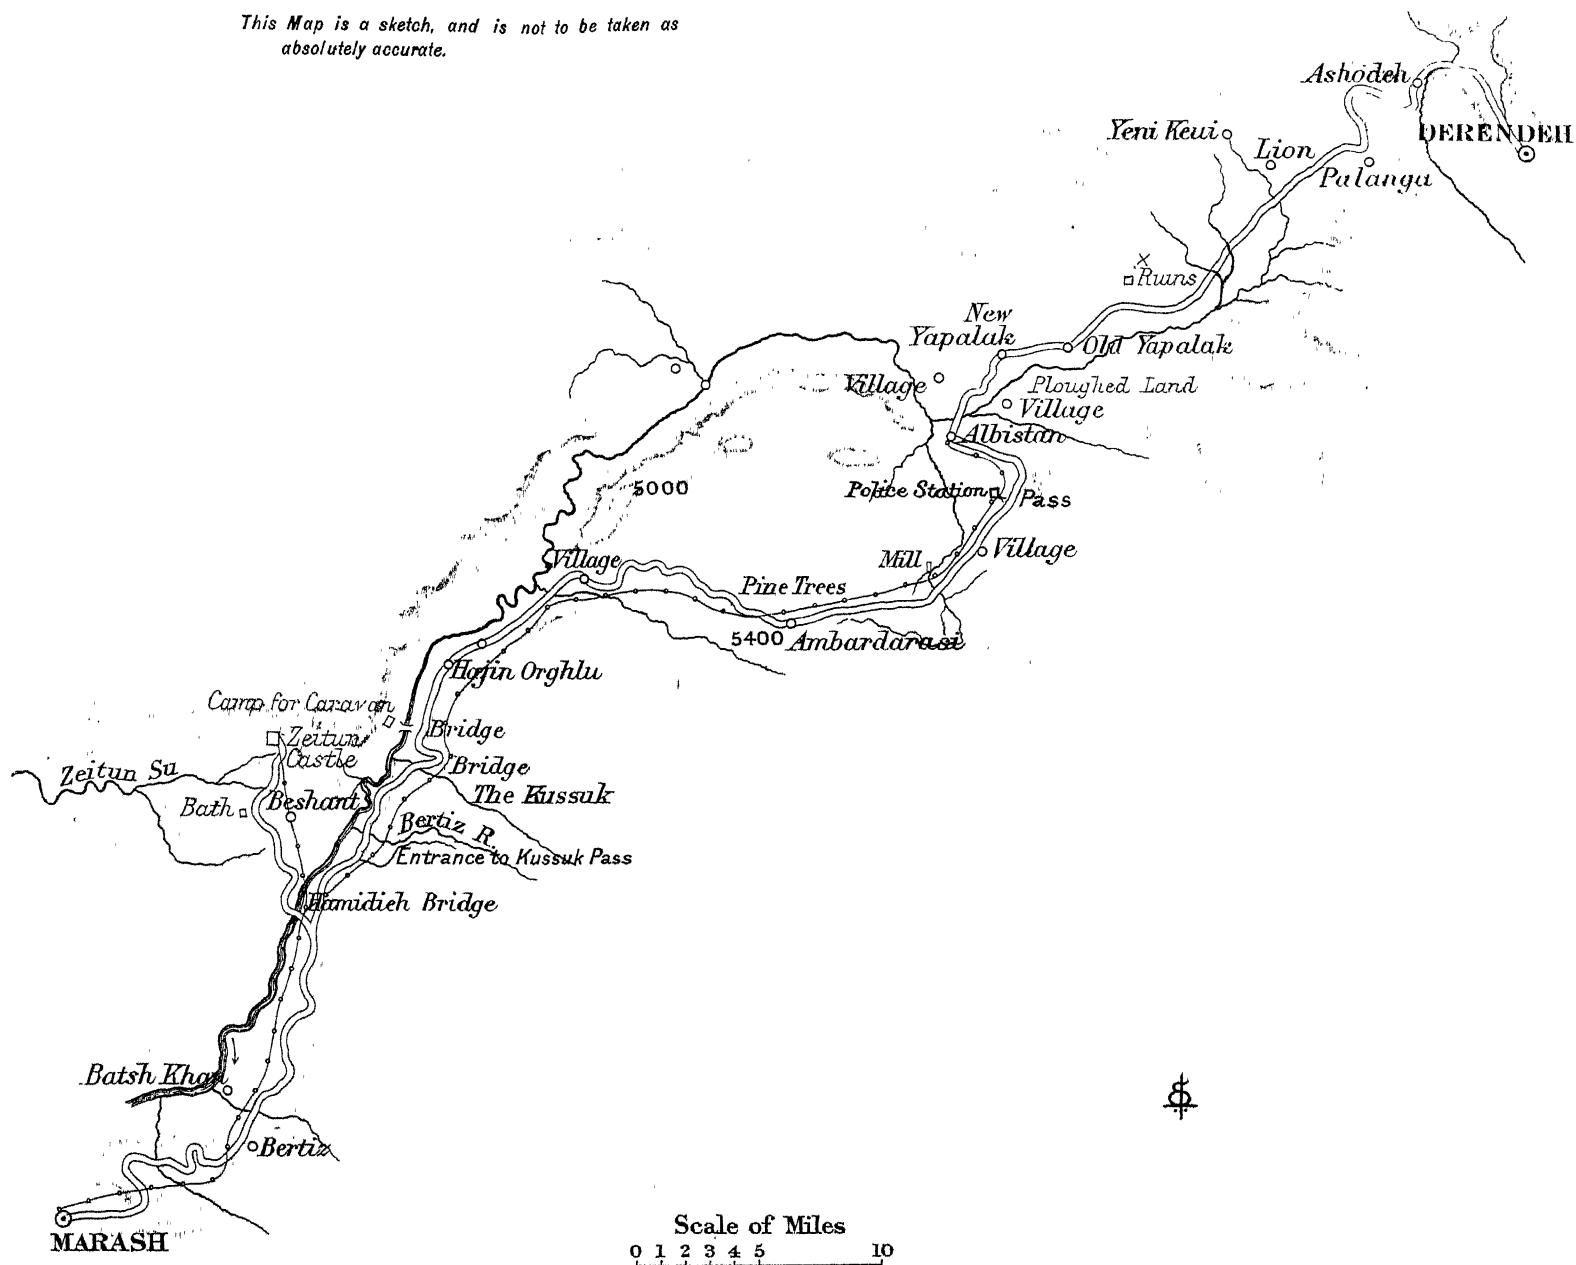 This Map is a sketch, and is not to be taken as
absolutely accurate.
Ashodeh
DERENDEH
Yeni Keui
Lion
Palanga
Ruins
New
Yapalak
Old Yapalak
Village
Ploughed Land
Village
Albistan
5000
Police Station
Pass
Village
Mill
Village
Pine Trees
5400
Ambardarasi
Hajin Orghlu
Camp for Caravan
Bridge
Zeitun
Castle
Zeitun Su
Bridge
The Kussuk
Bath
Beshant
Bertiz R.
Entrance to Kussuk Pass
Hamidieh Bridge
Batsh Khan
Bertiz
MARASH
Scale of Miles
0 1 2 3 4 5 10